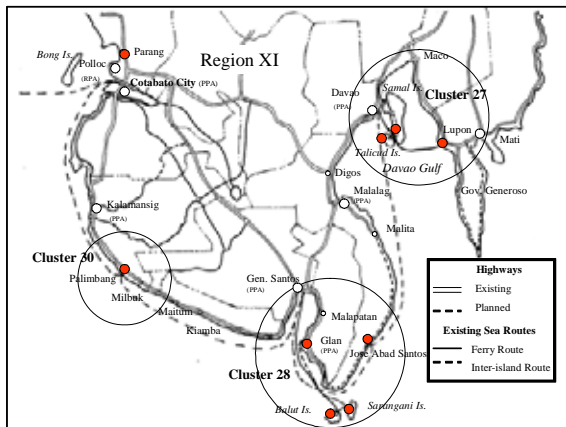 Bong Is.
Parang
Polloc
(RPA)
Region XI
Cotabato City (PPA)
Maco
Davao
(PPA)
Samal Is.
Cluster 27
Lupon
Mati
Talicud Is.
Davao Gulf
Digos
Gov. Generoso
Malalag
(PPA)
Kalamansig
(PPA)
Malita
Cluster 30
Palimbang
Milbuk
Maitum
Kiamba
Gen. Santos
(PPA)
Malapatan
Glan
(PPA)
Jose Abad Santos
Cluster 28
Balut Is.
Sarangani Is.
Highways
Existing
Planned
Existing Sea Routes
Ferry Route
Inter-island Route